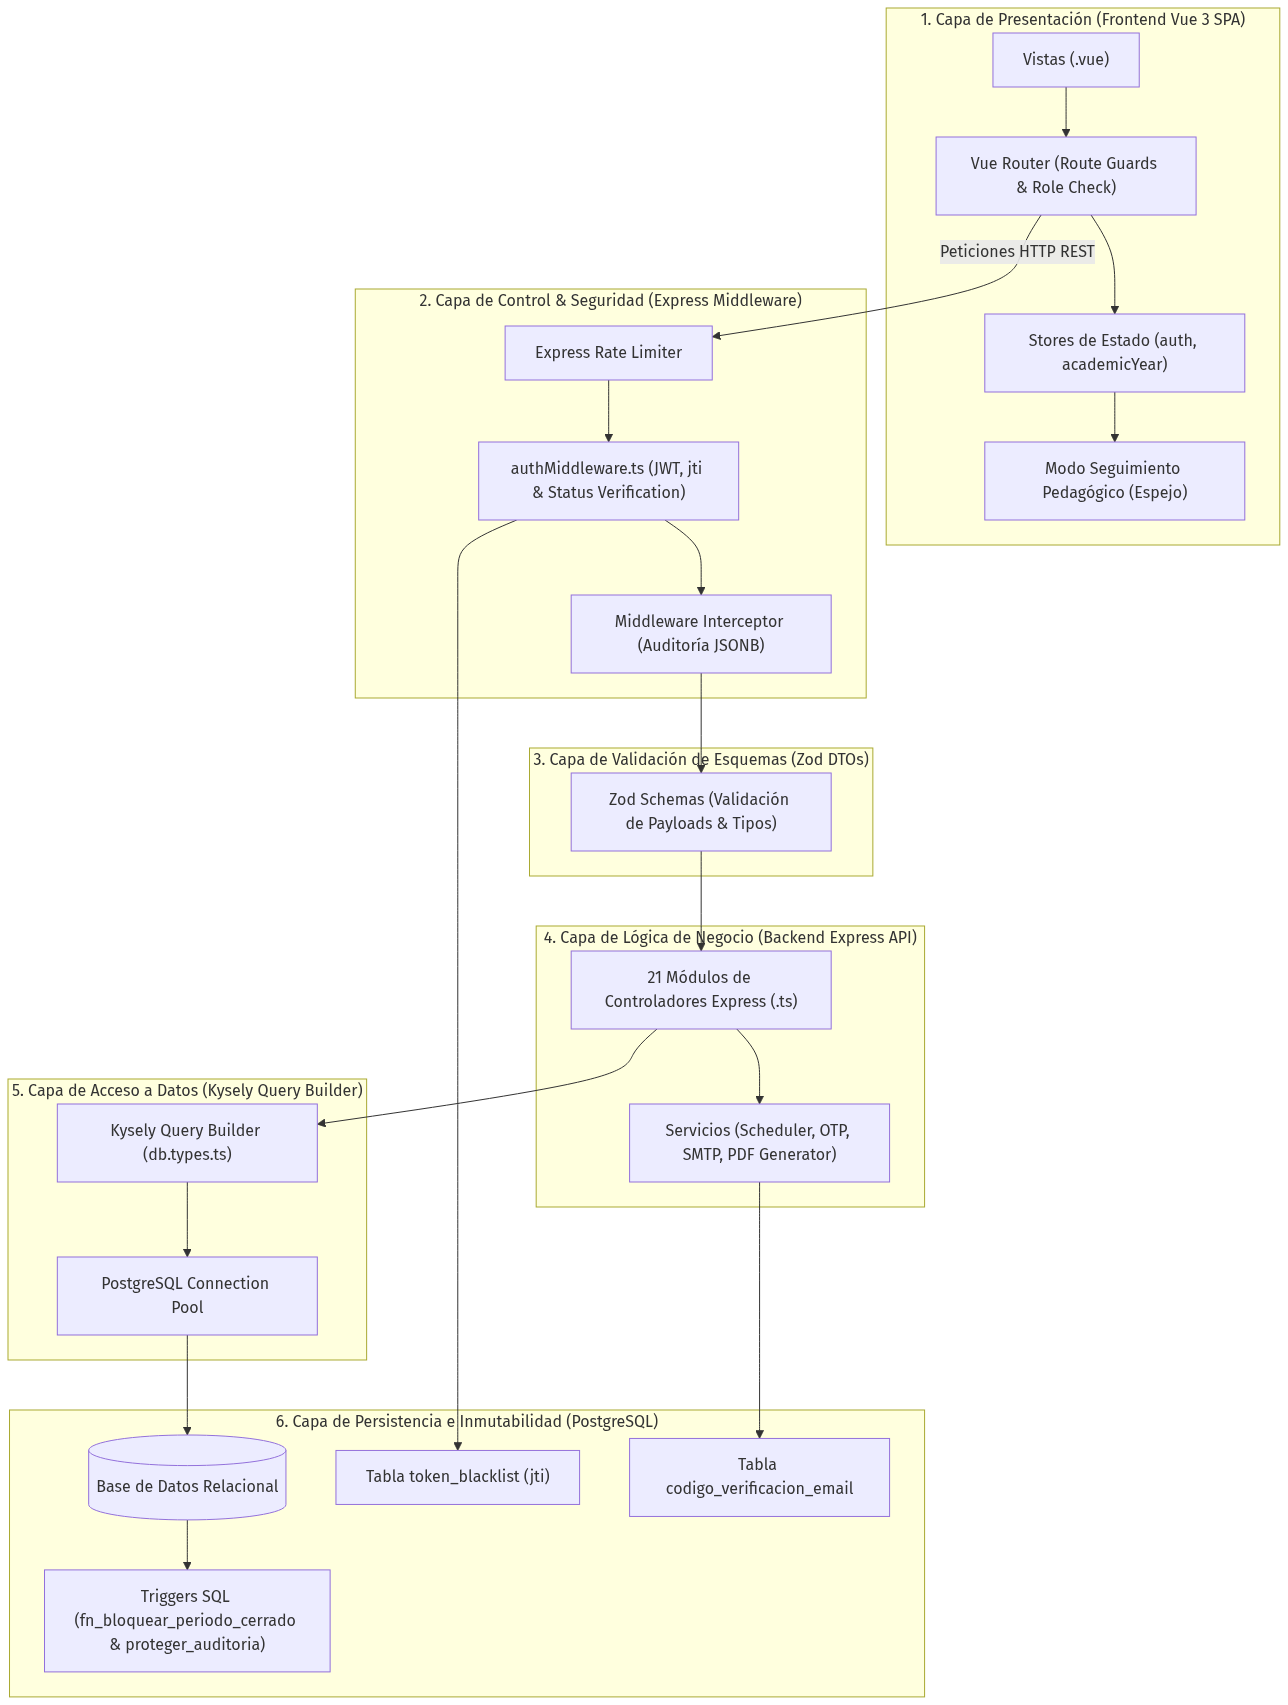 1. Capa de Presentación (Frontend Vue 3 SPA)
Vistas (.vue)
Vue Router (Route Guards
& Role Check)
Peticiones HTTP REST
Stores de Estado (auth,
academicYear)
Modo Seguimiento
Pedagógico (Espejo)
2. Capa de Control & Seguridad (Express Middleware)
Express Rate Limiter
authMiddleware.ts (JWT, jti
& Status Verification)
Middleware Interceptor
(Auditoría JSONB)
3. Capa de Validación de Esquemas (Zod DTOs)
Zod Schemas (Validación
de Payloads & Tipos)
4. Capa de Lógica de Negocio (Backend Express API)
21 Módulos de
Controladores Express (.ts)
Servicios (Scheduler, OTP,
SMTP, PDF Generator)
5. Capa de Acceso a Datos (Kysely Query Builder)
Kysely Query Builder
(db.types.ts)
PostgreSQL Connection
Pool
6. Capa de Persistencia e Inmutabilidad (PostgreSQL)
Base de Datos Relacional
Tabla token_blacklist (jti)
Tabla
codigo_verificacion_email
Triggers SQL
(fn_bloquear_periodo_cerrado
& proteger_auditoria)